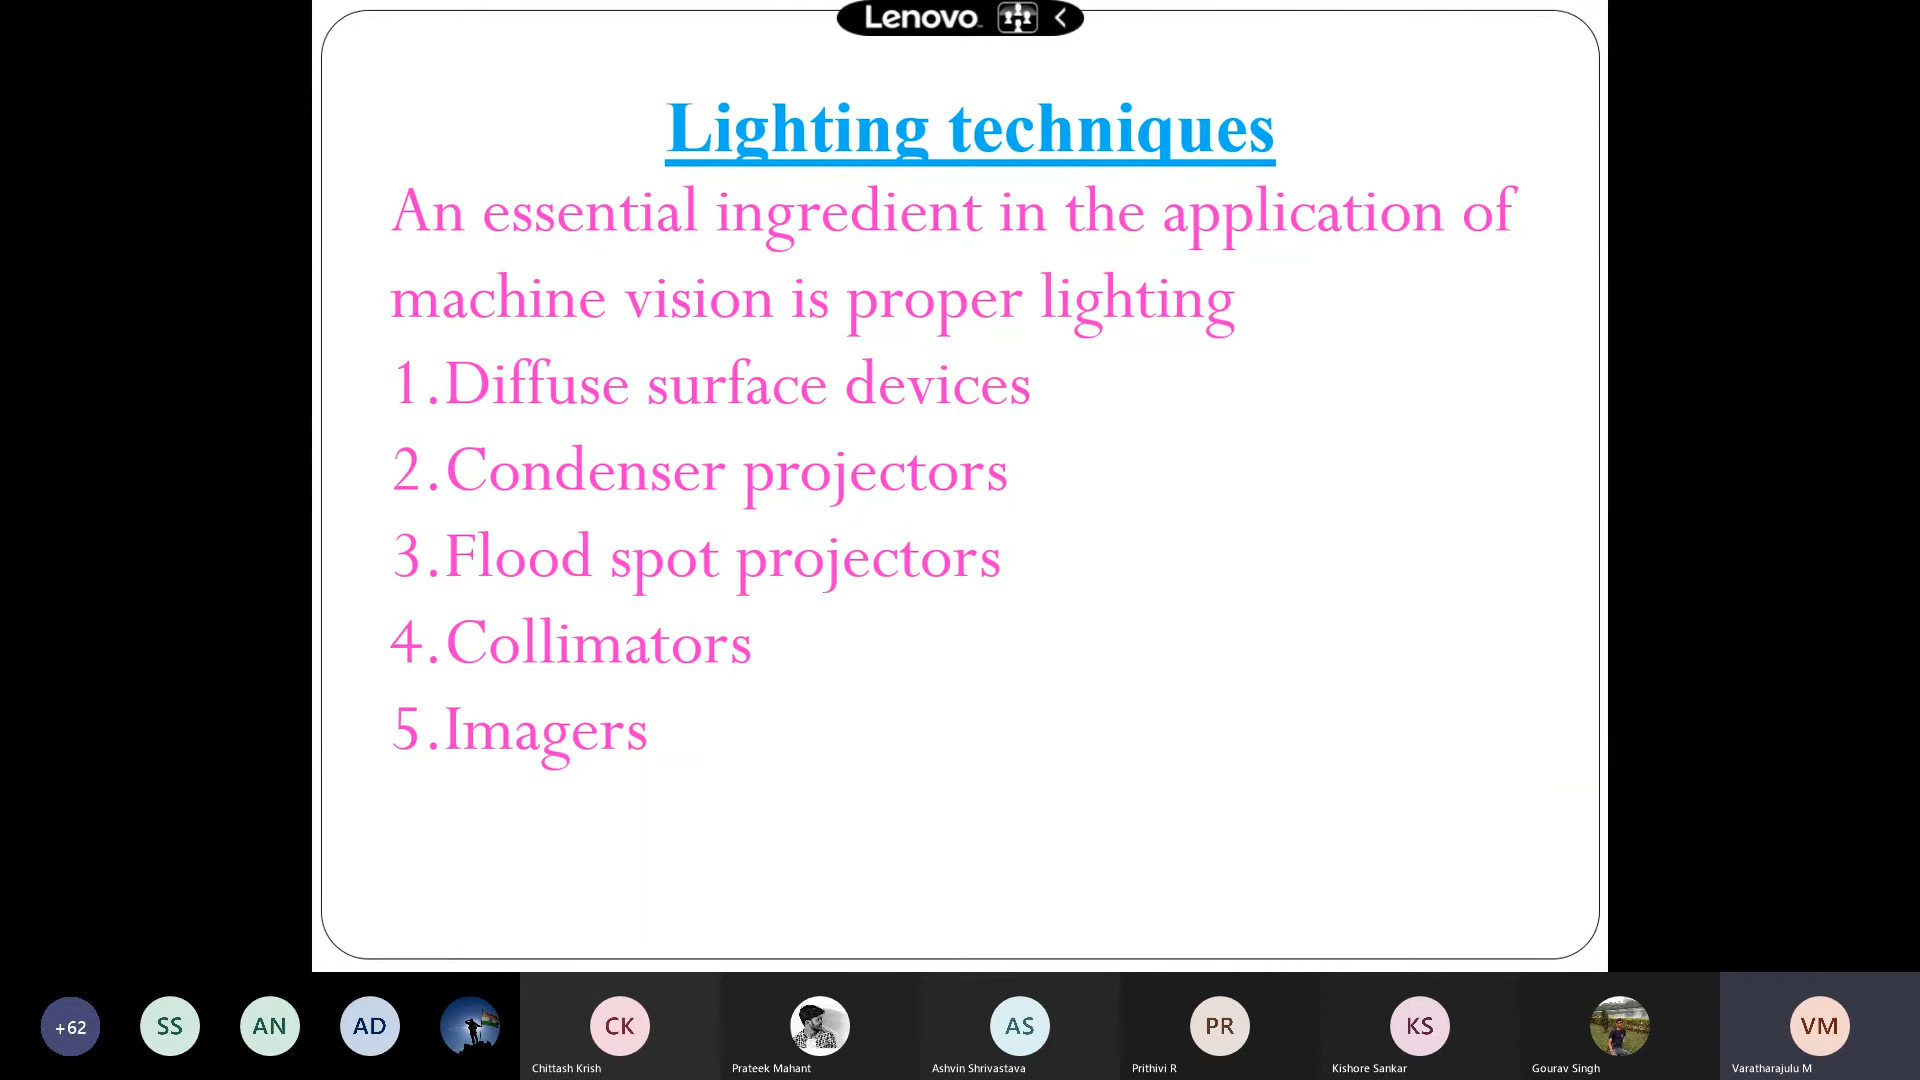 Lenovo
Lighting techniques
An essential ingredient in the application of
machine vision is proper lighting
1.Diffuse surface devices
2.Condenser projectors
3.Flood spot projectors
4.Collimators
5.Imagers
+62
SS
AN
AD
CK
AS
PR
KS
VM
Chittash Krish
Prateek Mahant
Ashvin Shrivastava
Prithivi R
Kishore Sankar
Gourav Singh
Varatharajulu M